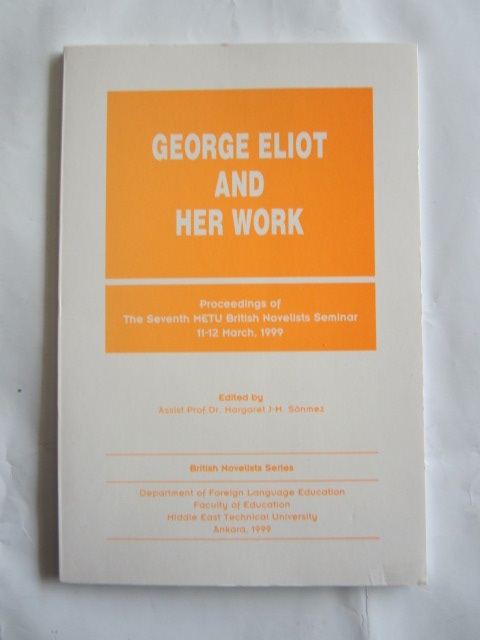 GEORGE ELIOT
AND
HER WORK
Proceedings of
The Seventh METU British Novelists Seminar
11-12 March, 1999
Edited by
Assist.Prof.Dr. Margaret J-M. Sönmez
British Novelists Series
Department of Foreign Language Education
Faculty of Education
Middle East Technical University
Ankara, 1999